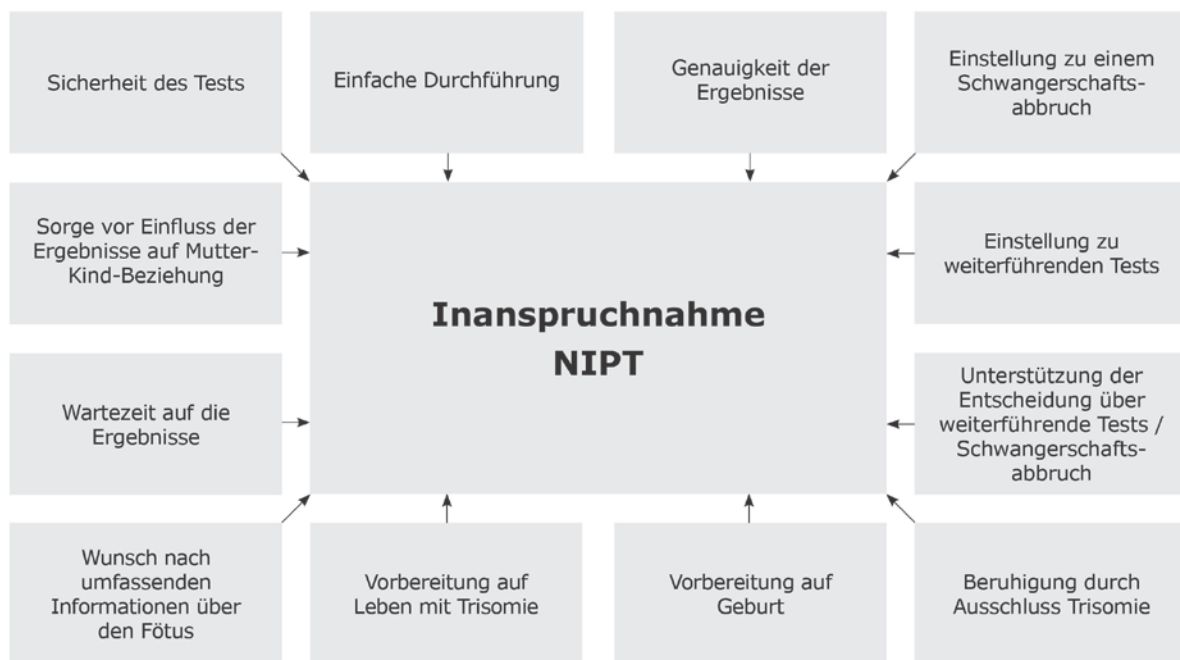 Sicherheit des Tests
Einfache Durchführung
Genauigkeit der
Ergebnisse
Einstellung zu einem
Schwangerschafts-
abbruch
Sorge vor Einfluss der
Ergebnisse auf Mutter-
Kind-Beziehung
Inanspruchnahme
NIPT
Einstellung zu
weiterführenden Tests
Wartezeit auf die
Ergebnisse
Unterstützung der
Entscheidung über
weiterführende Tests /
Schwangerschafts-
abbruch
Wunsch nach
umfassenden
Informationen über
den Fötus
Vorbereitung auf
Leben mit Trisomie
Vorbereitung auf
Geburt
Beruhigung durch
Ausschluss Trisomie